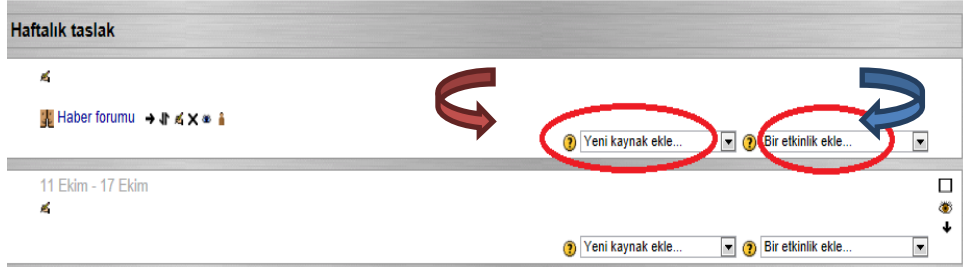 Haftalık taslak
Haber forumu
Yeni kaynak ekle... Bir etkinlik ekle...
11 Ekim - 17 Ekim
Yeni kaynak ekle... Bir etkinlik ekle...